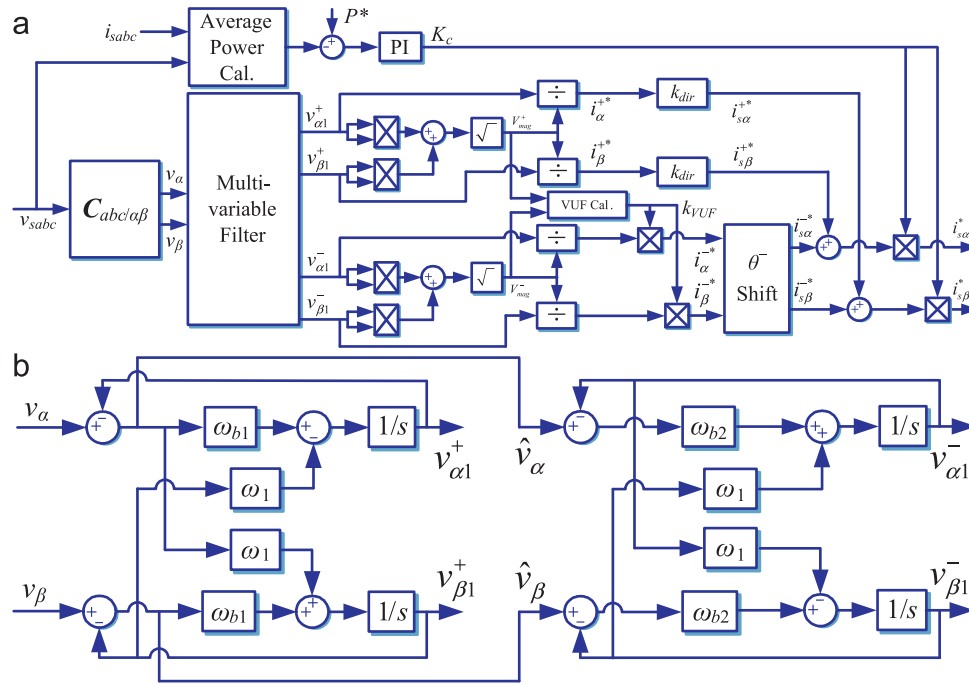 a
P*
i_sabc
Average
Power
Cal.
- +
PI
K_c
v_sabc
C_abc/αβ
v_α
v_β
Multi-
variable
Filter
v_α1^+
v_β1^+
v_α1^-
v_β1^-
+ +
√
V_mag^+
÷
i_α^+*
k_dir
i_sα^+*
÷
i_β^+*
k_dir
i_sβ^+*
VUF Cal.
k_VUF
+ +
√
V_mag^-
÷
i_α^-*
÷
i_β^-*
θ^-
Shift
i_sα^-*
i_sβ^-*
+ +
+ +
i_sα^*
i_sβ^*
b
v_α
+ -
ω_b1
+ -
1/s
v_α1^+
ω_1
ω_1
v_β
+ -
ω_b1
+ +
1/s
v_β1^+
v̂_α
+ -
ω_b2
+ +
1/s
v_α1^-
ω_1
ω_1
v̂_β
+ -
ω_b2
+ -
1/s
v_β1^-